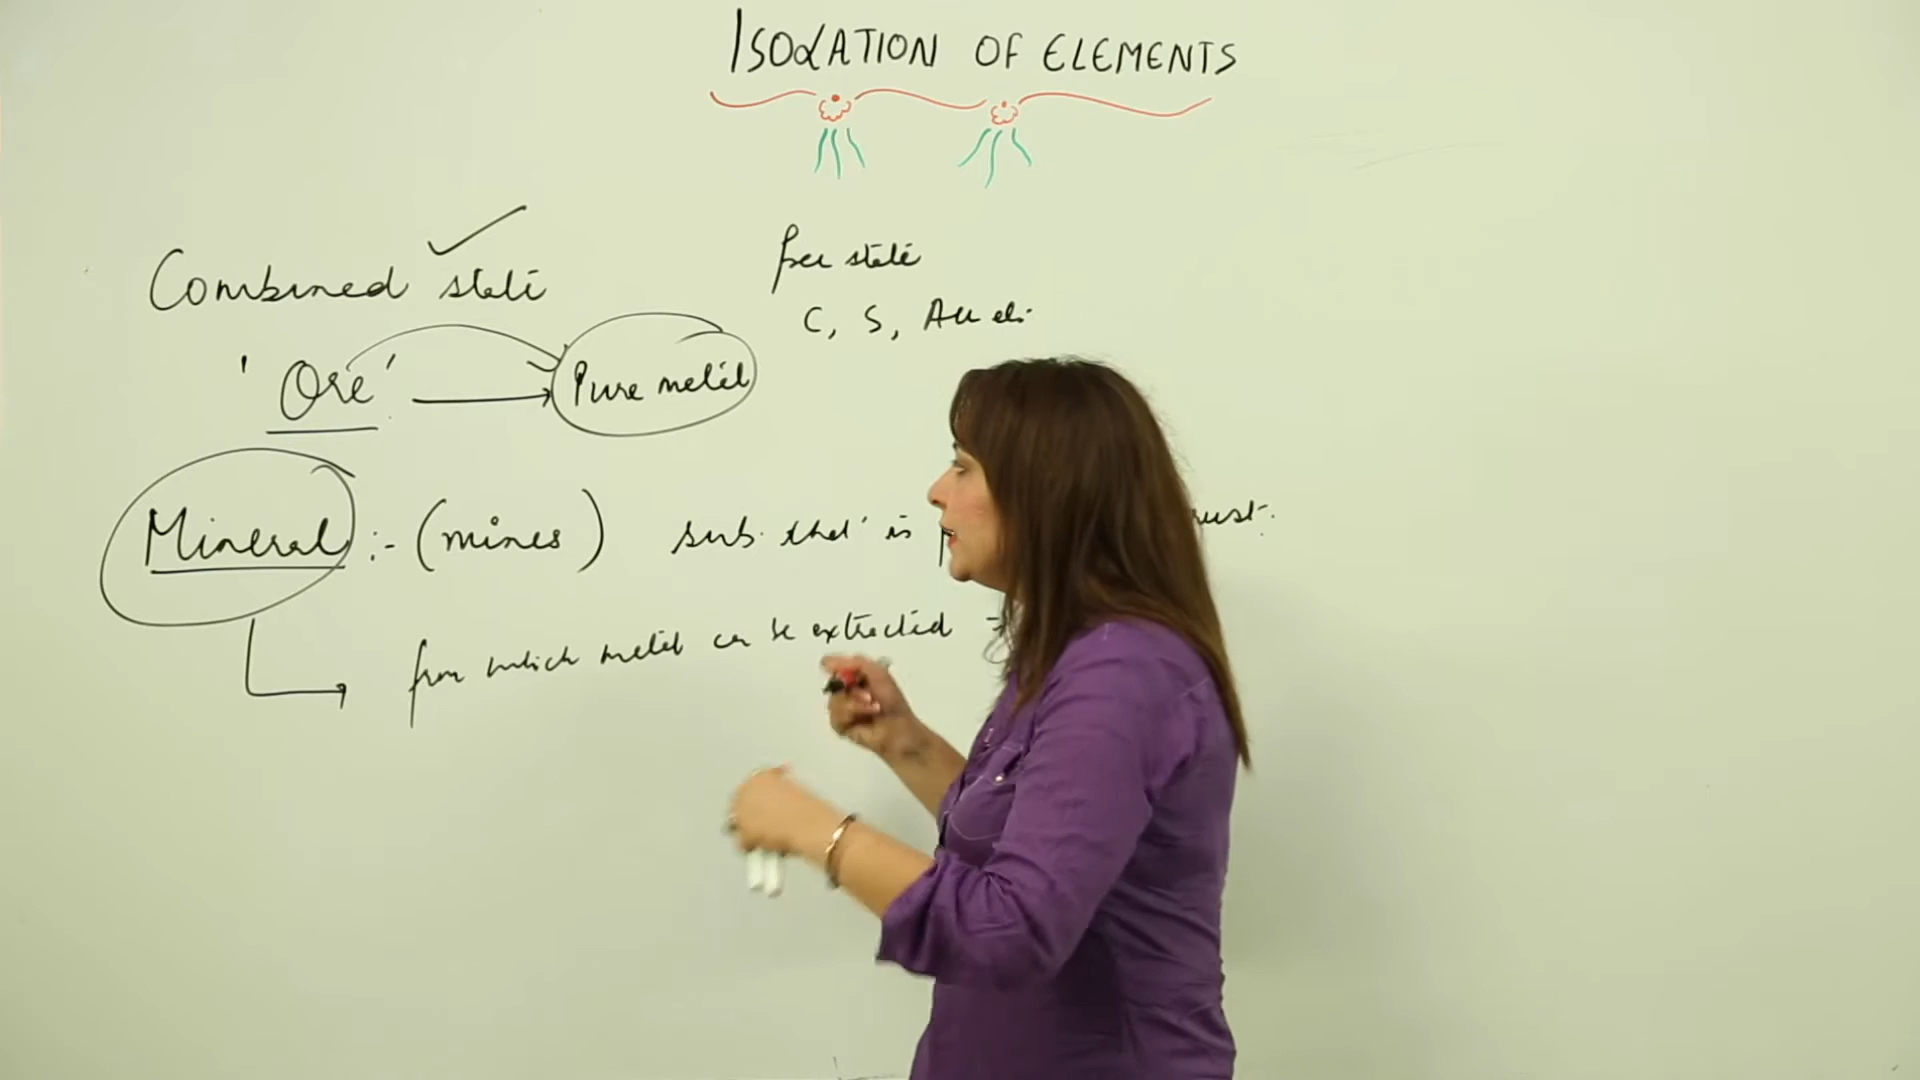 ISOLATION OF ELEMENTS
Combined state
free state
C, S, Au etc.
'Ore' → Pure metal
Mineral :- (mines) sub. that is
from which metal can be extracted